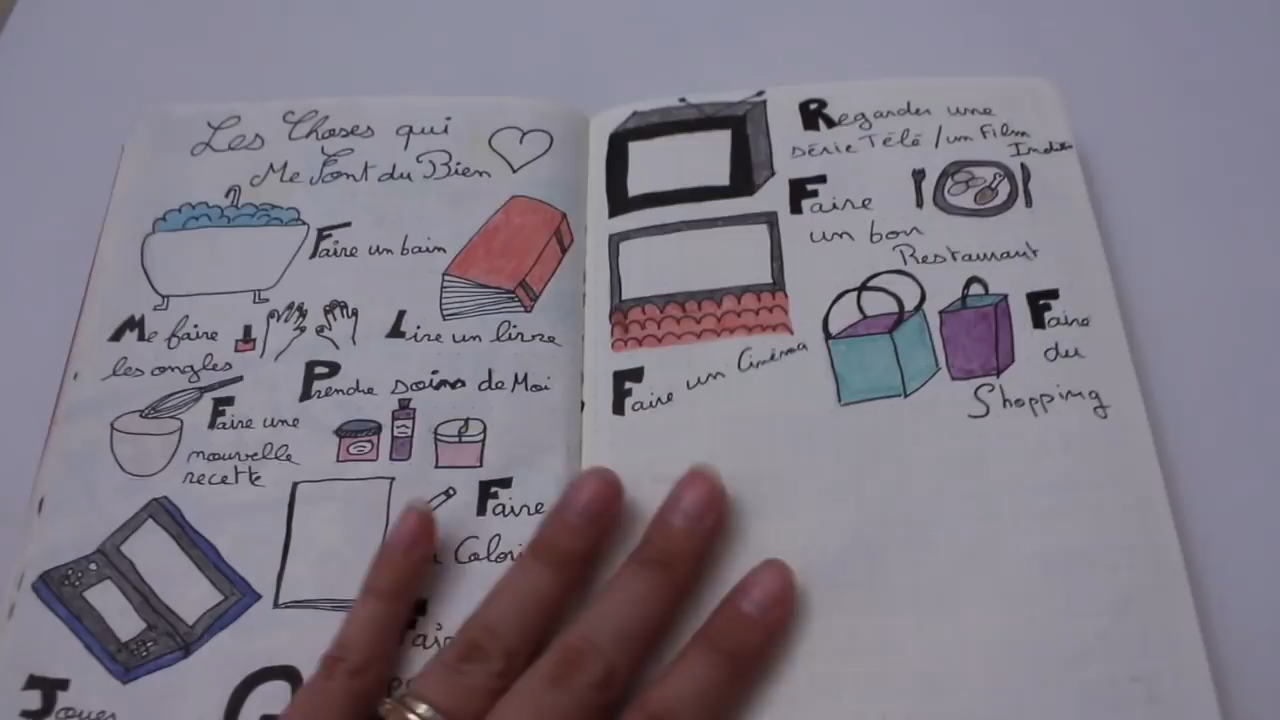 Les Choses qui
Me Font du Bien
Faire un bain
Me faire
les ongles
Lire un livre
Prendre soins de Moi
Faire une
nouvelle
recette
Faire
Jouer
Regarder une
série Télé / un Film
Faire
un bon
Restaurant
Faire un Cinéma
Faire
du
Shopping